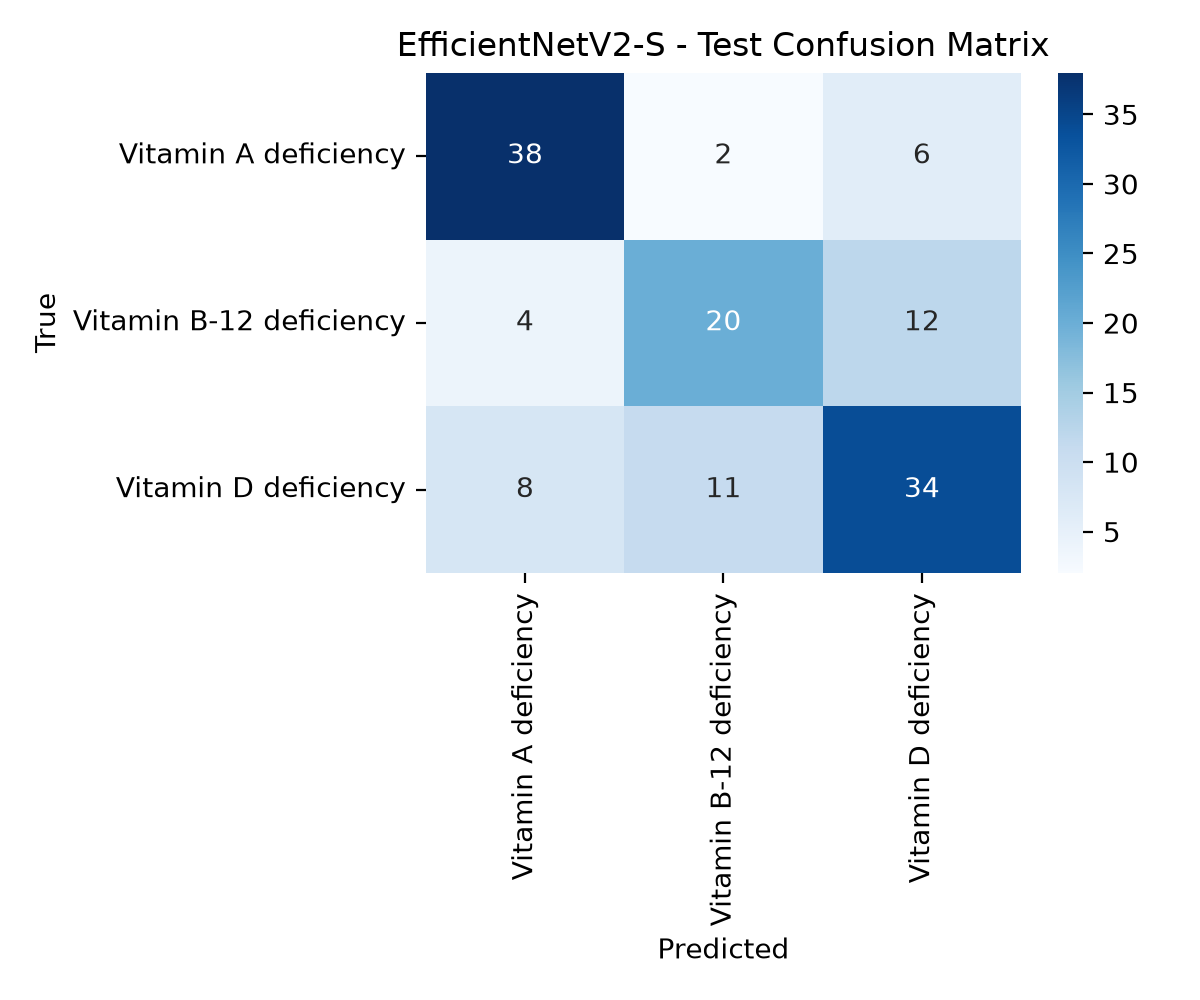 EfficientNetV2-S - Test Confusion Matrix
True
Vitamin A deficiency
38
2
6
Vitamin B-12 deficiency
4
20
12
Vitamin D deficiency
8
11
34
Vitamin A deficiency
Vitamin B-12 deficiency
Vitamin D deficiency
Predicted
35
30
25
20
15
10
5